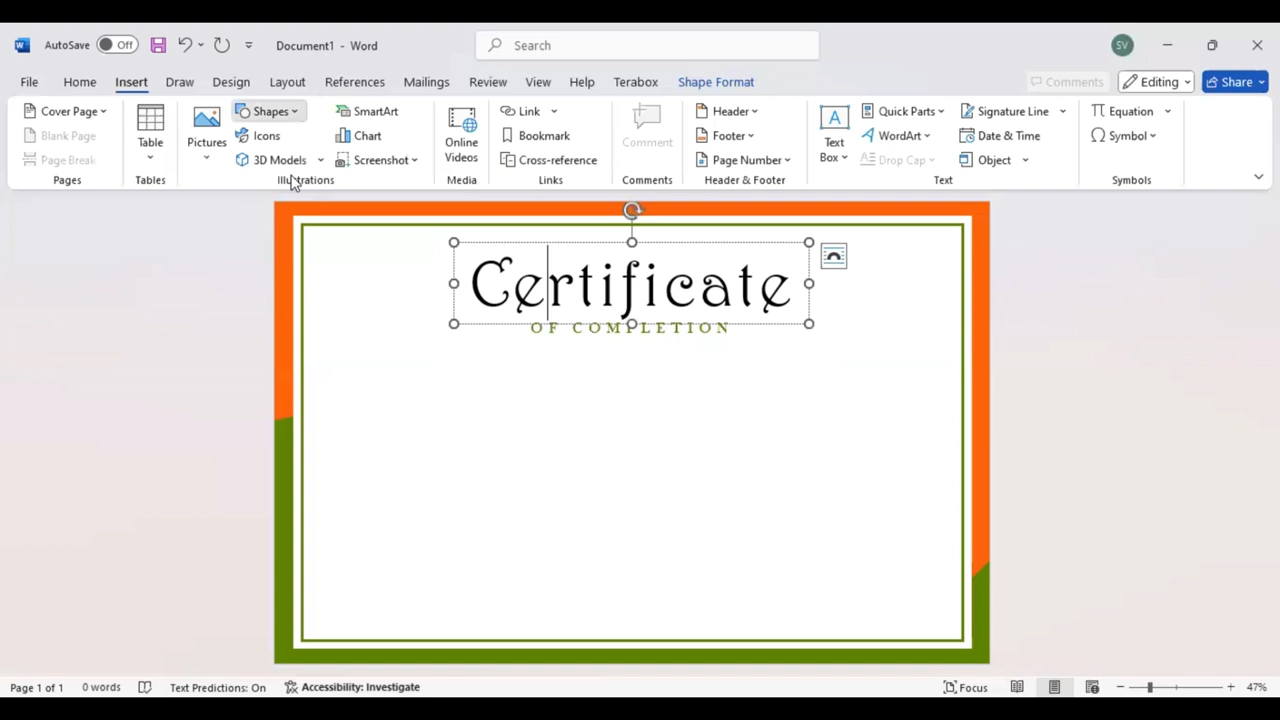 AutoSave Off Document1 - Word Search SV
File Home Insert Draw Design Layout References Mailings Review View Help Terabox Shape Format Comments Editing Share
Cover Page Shapes SmartArt Link Header Quick Parts Signature Line Equation
Blank Page Table Pictures Icons Chart Online Videos Bookmark Comment Footer Text Box WordArt Date & Time Symbol
Page Break 3D Models Screenshot Cross-reference Page Number Drop Cap Object
Pages Tables Illustrations Media Links Comments Header & Footer Text Symbols
Certificate
OF COMPLETION
Page 1 of 1 0 words Text Predictions: On Accessibility: Investigate Focus 47%